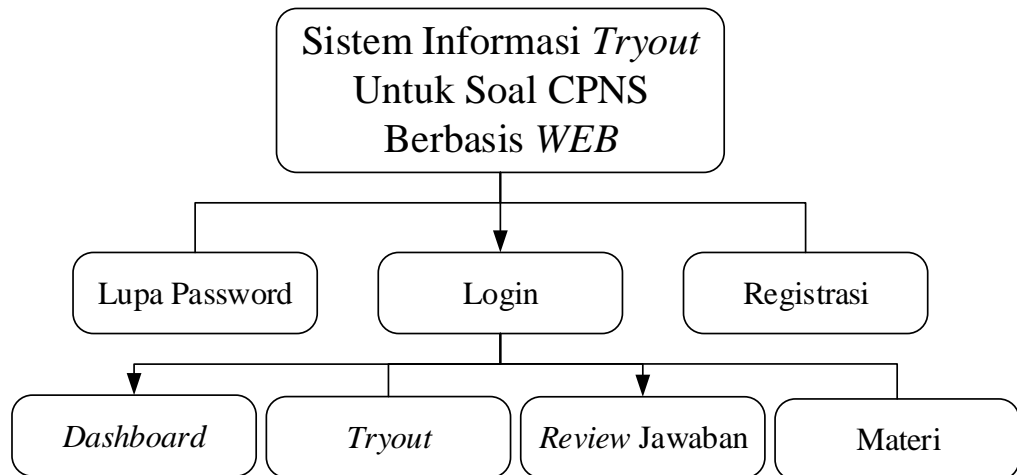 Sistem Informasi Tryout
Untuk Soal CPNS
Berbasis WEB
Lupa Password
Login
Registrasi
Dashboard
Tryout
Review Jawaban
Materi